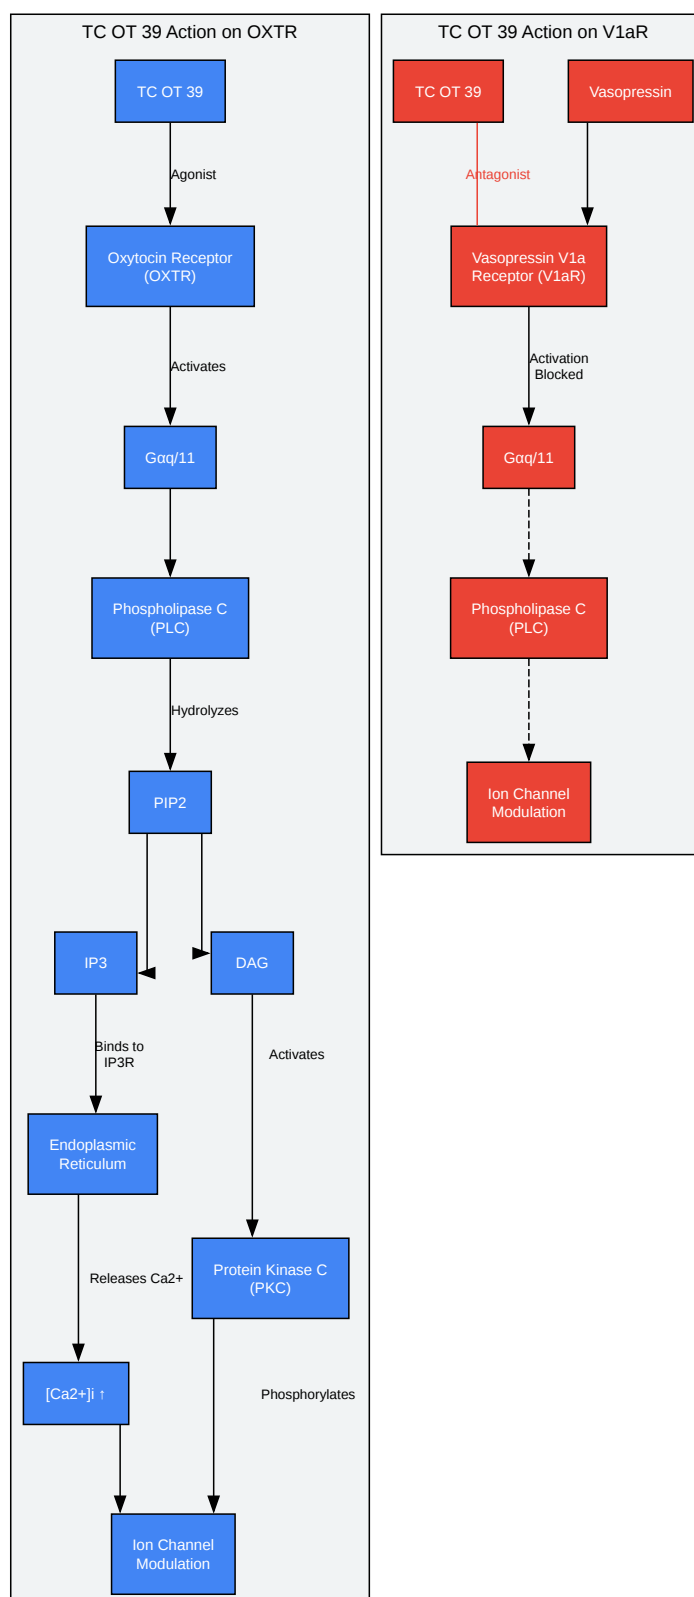 TC OT 39 Action on OXTR
TC OT 39
Agonist
Oxytocin Receptor
(OXTR)
Activates
Gαq/11
Phospholipase C
(PLC)
Hydrolyzes
PIP2
IP3
DAG
Binds to
IP3R
Activates
Endoplasmic
Reticulum
Releases Ca2+
Protein Kinase C
(PKC)
[Ca2+]i ↑
Phosphorylates
Ion Channel
Modulation
TC OT 39 Action on V1aR
TC OT 39
Vasopressin
Antagonist
Vasopressin V1a
Receptor (V1aR)
Activation
Blocked
Gαq/11
Phospholipase C
(PLC)
Ion Channel
Modulation